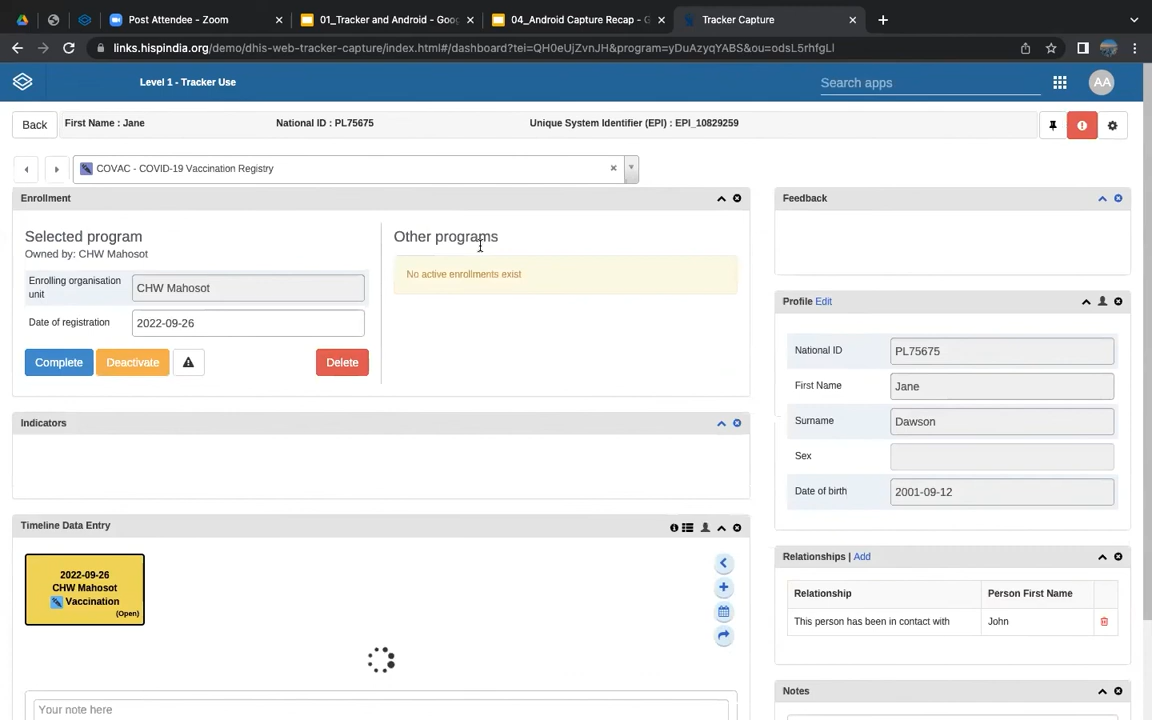 Post Attendee - Zoom
01_Tracker and Android - Goog
04_Android Capture Recap - G
Tracker Capture
links.hispindia.org/demo/dhis-web-tracker-capture/index.html#/dashboard?tei=QH0eUjZvnJH&program=yDuAzyqYABS&ou=odsL5rhfgLl
Level 1 - Tracker Use
Search apps
AA
Back
First Name : Jane
National ID : PL75675
Unique System Identifier (EPI) : EPI_10829259
COVAC - COVID-19 Vaccination Registry
Enrollment
Selected program
Owned by: CHW Mahosot
Enrolling organisation
unit
CHW Mahosot
Date of registration
2022-09-26
Complete
Deactivate
Delete
Other programs
No active enrollments exist
Indicators
Timeline Data Entry
2022-09-26
CHW Mahosot
Vaccination
(Open)
Your note here
Feedback
Profile Edit
National ID
PL75675
First Name
Jane
Surname
Dawson
Sex
Date of birth
2001-09-12
Relationships | Add
Relationship
Person First Name
This person has been in contact with
John
Notes